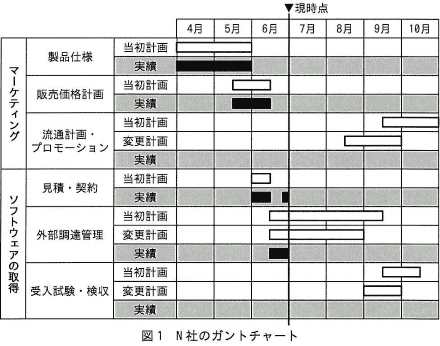 ▼現時点
4月 5月 6月 7月 8月 9月 10月
マーケティング
製品仕様 当初計画
実績
販売価格計画 当初計画
実績
流通計画・
プロモーション
当初計画
変更計画
実績
ソフトウェアの取得
見積・契約 当初計画
実績
外部調達管理 当初計画
変更計画
実績
受入試験・検収 当初計画
変更計画
実績
図1 N社のガントチャート